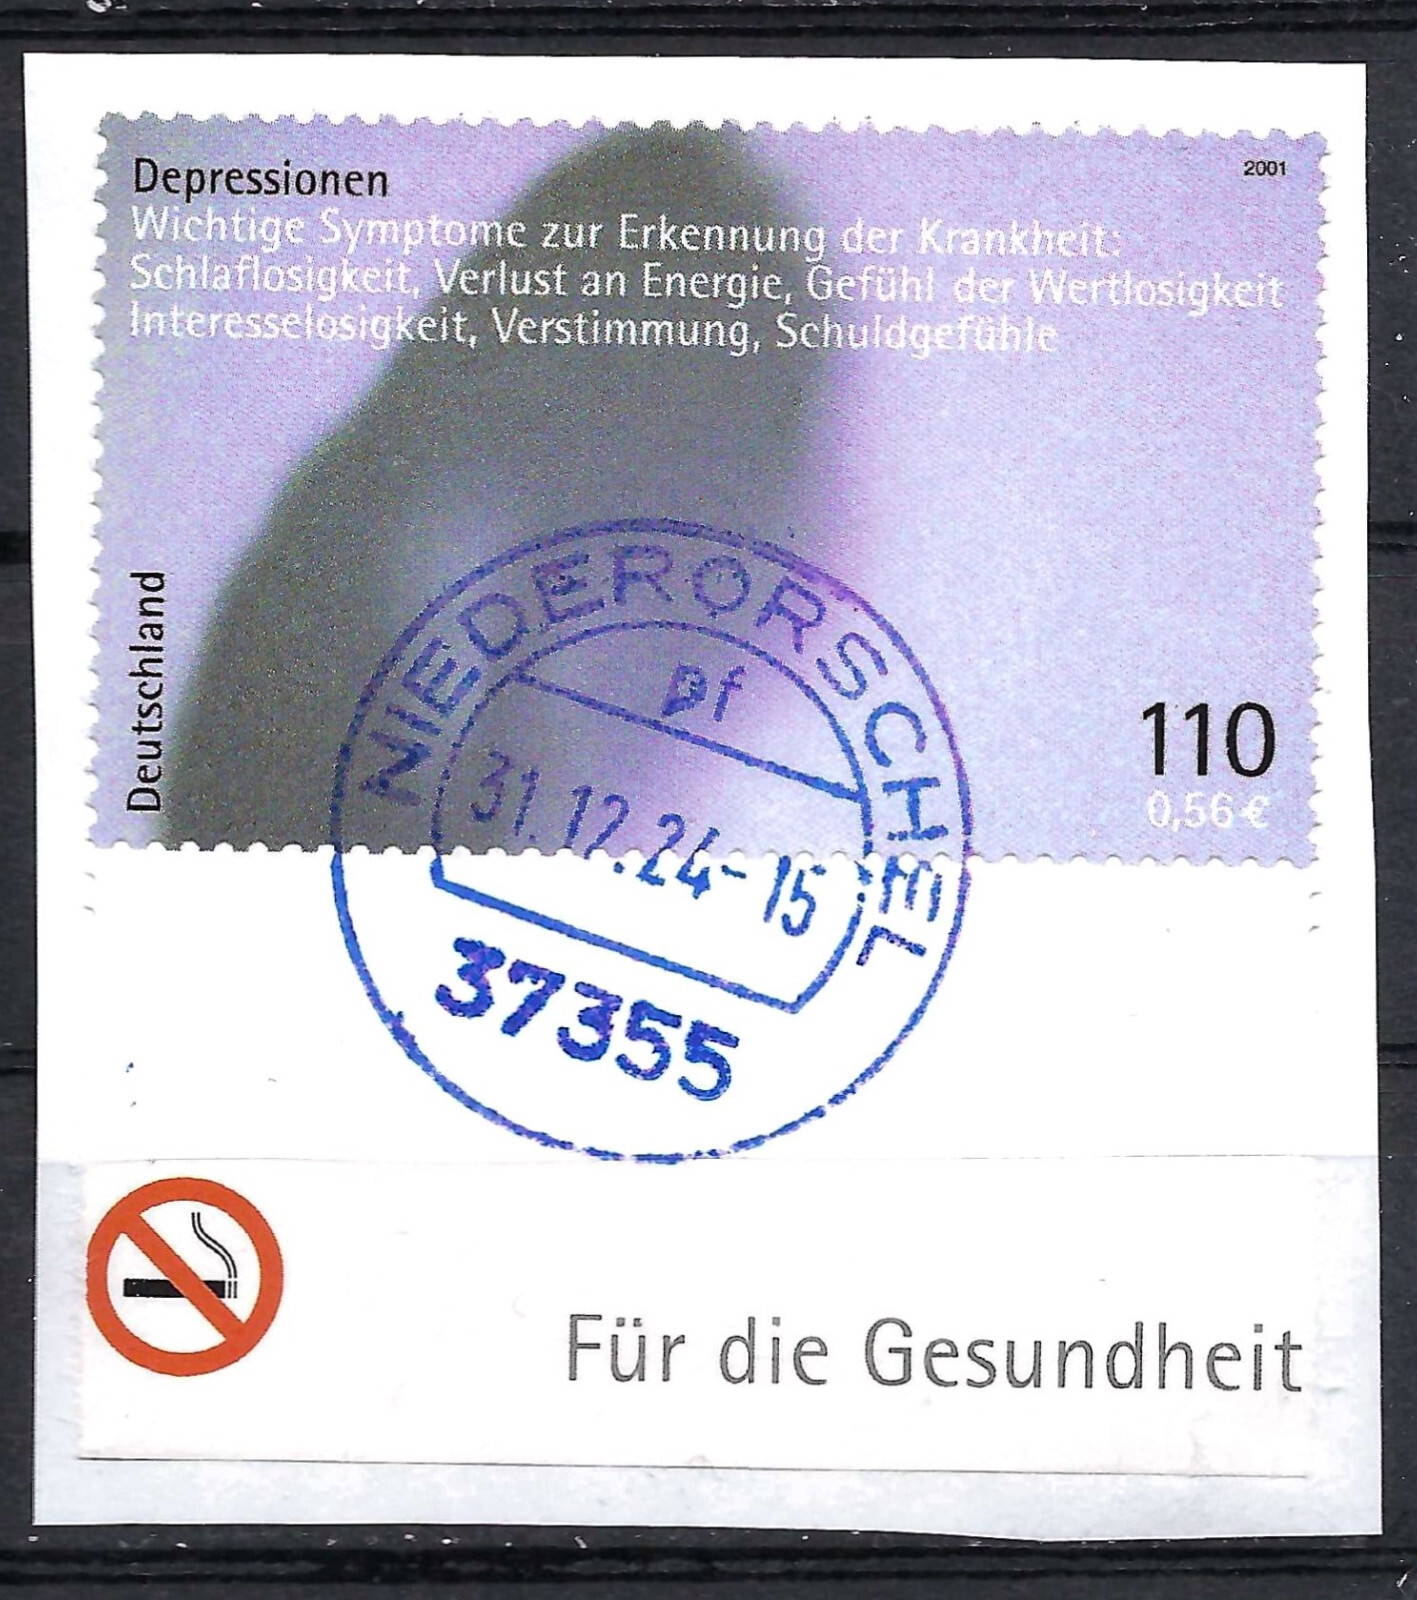 Depressionen
2001
Wichtige Symptome zur Erkennung der Krankheit:
Schlaflosigkeit, Verlust an Energie, Gefühl der Wertlosigkeit
Interesselosigkeit, Verstimmung, Schuldgefühle
Deutschland
110
0,56 €
NIEDERORSCHEL
pf
31.12.24-15
37355
Für die Gesundheit